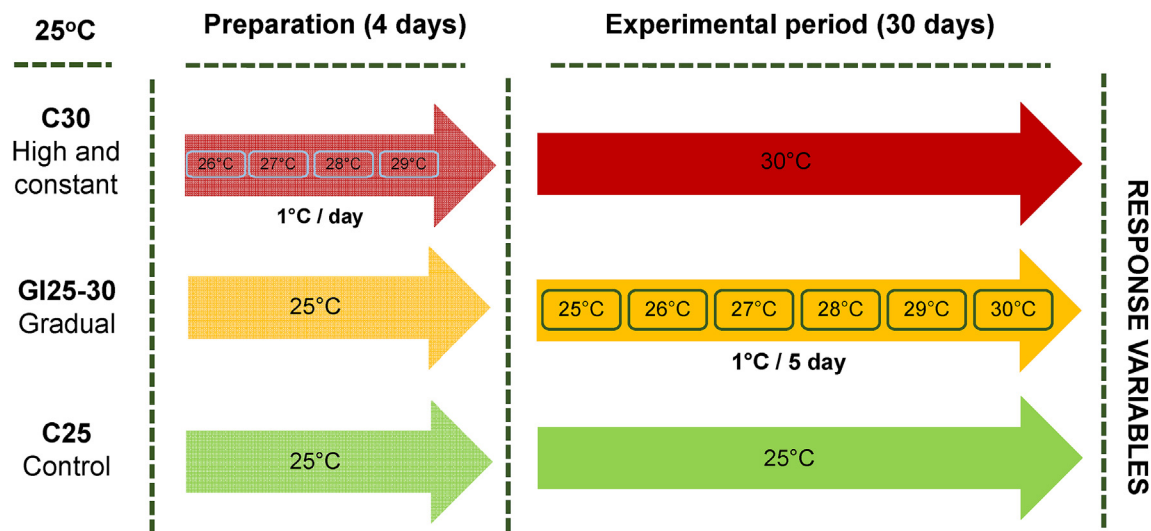 25°C
Preparation (4 days)
Experimental period (30 days)
C30
High and
constant
26°C 27°C 28°C 29°C
1°C / day
30°C
GI25-30
Gradual
25°C
25°C 26°C 27°C 28°C 29°C 30°C
1°C / 5 day
C25
Control
25°C
25°C
RESPONSE VARIABLES